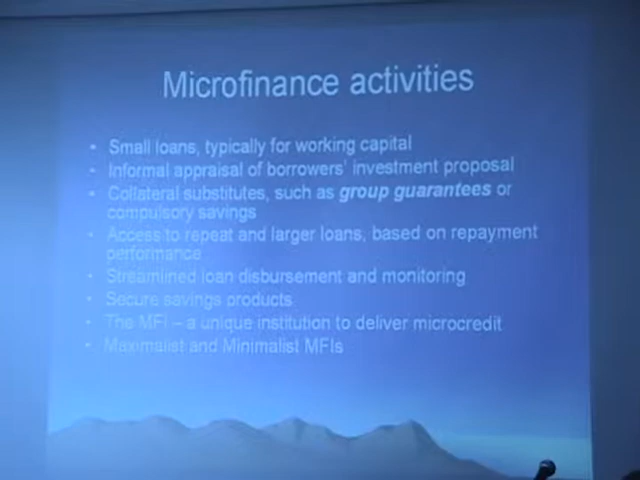 Microfinance activities
• Small loans, typically for working capital
• Informal appraisal of borrowers' investment proposal
• Collateral substitutes, such as group guarantees or
compulsory savings
• Access to repeat and larger loans, based on repayment
performance
• Streamlined loan disbursement and monitoring
• Secure savings products
• The MFI – a unique institution to deliver microcredit
• Maximalist and Minimalist MFIs